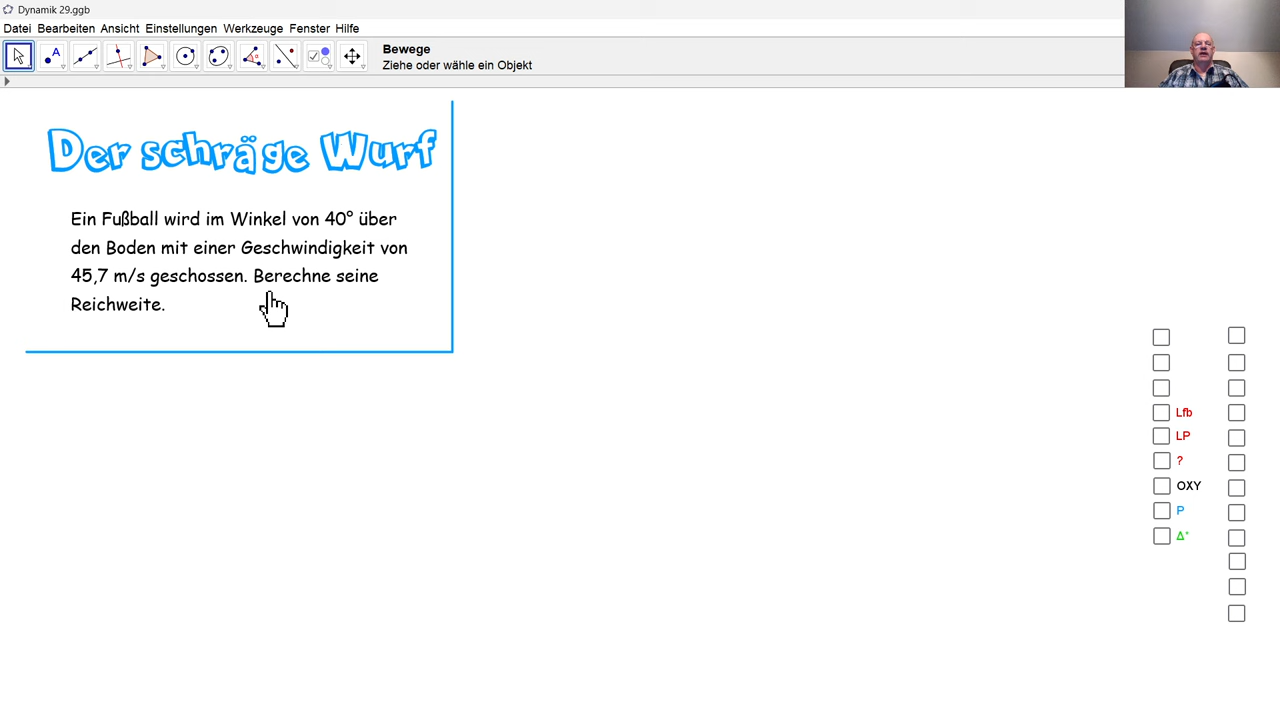 Dynamik 29.ggb
Datei Bearbeiten Ansicht Einstellungen Werkzeuge Fenster Hilfe
A
Bewege
Ziehe oder wähle ein Objekt
Der schräge Wurf
Ein Fußball wird im Winkel von 40° über
den Boden mit einer Geschwindigkeit von
45,7 m/s geschossen. Berechne seine
Reichweite.
Lfb
LP
?
OXY
P
Δ*